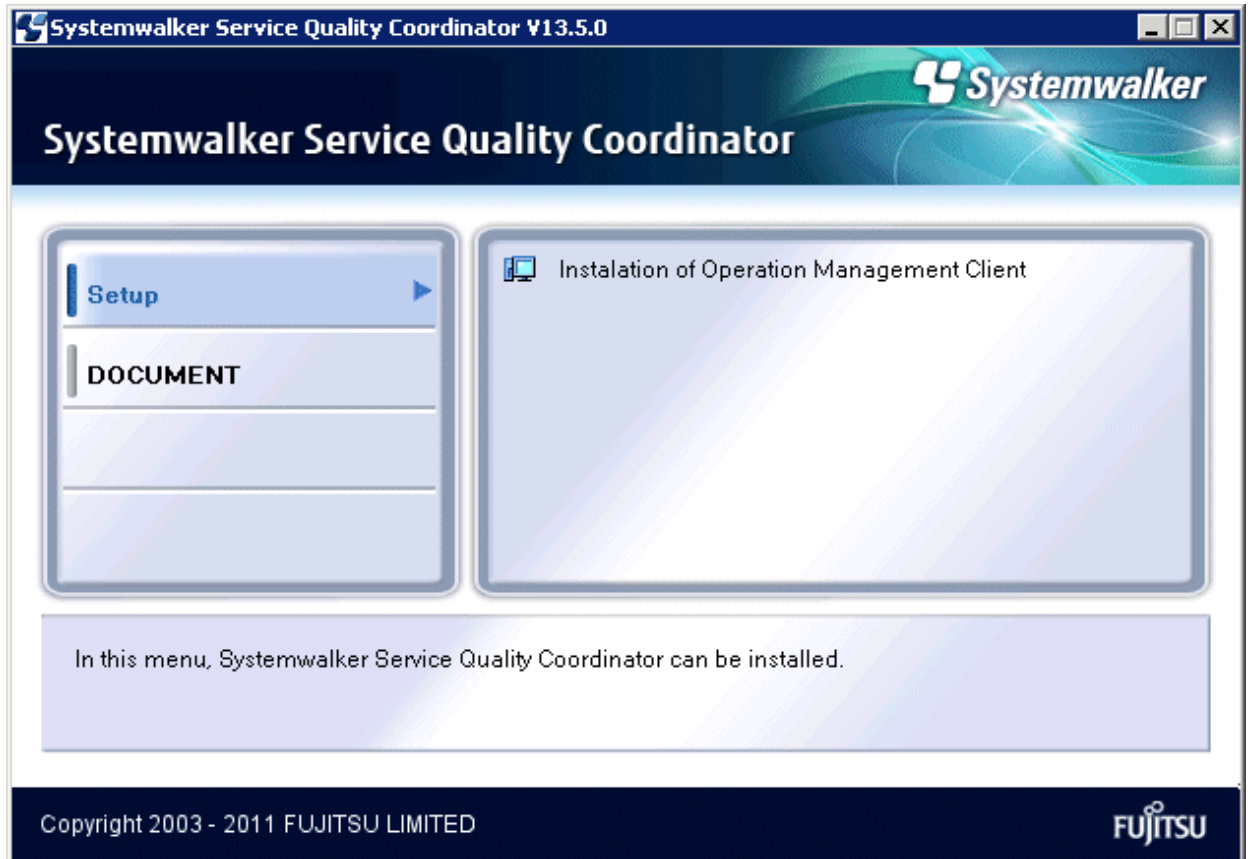 Systemwalker Service Quality Coordinator V13.5.0
Systemwalker
Systemwalker Service Quality Coordinator
Setup
DOCUMENT
Instalation of Operation Management Client
In this menu, Systemwalker Service Quality Coordinator can be installed.
Copyright 2003 - 2011 FUJITSU LIMITED
FUJITSU